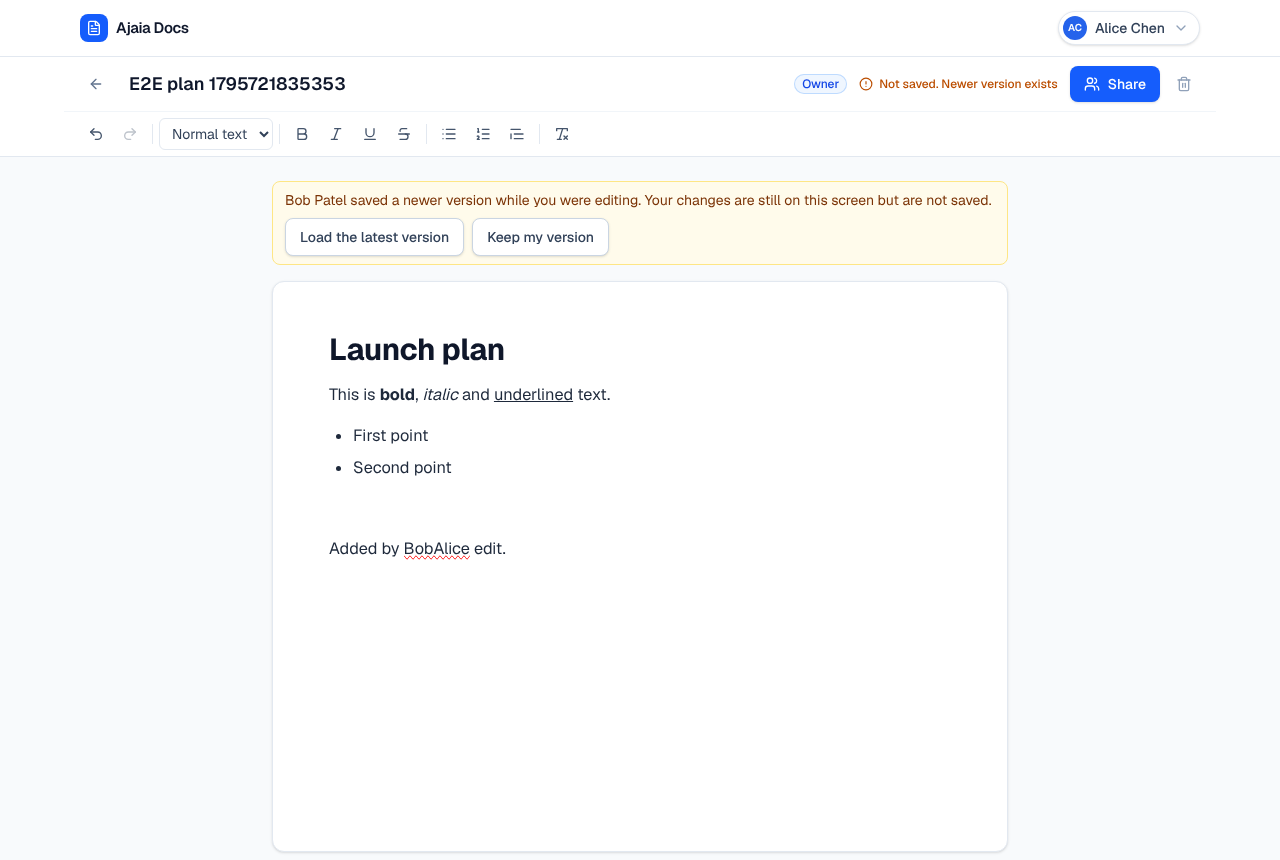 Ajaia Docs
AC Alice Chen
E2E plan 1795721835353
Owner
Not saved. Newer version exists
Share
Normal text
Bob Patel saved a newer version while you were editing. Your changes are still on this screen but are not saved.
Load the latest version
Keep my version
Launch plan
This is bold, italic and underlined text.
First point
Second point
Added by BobAlice edit.